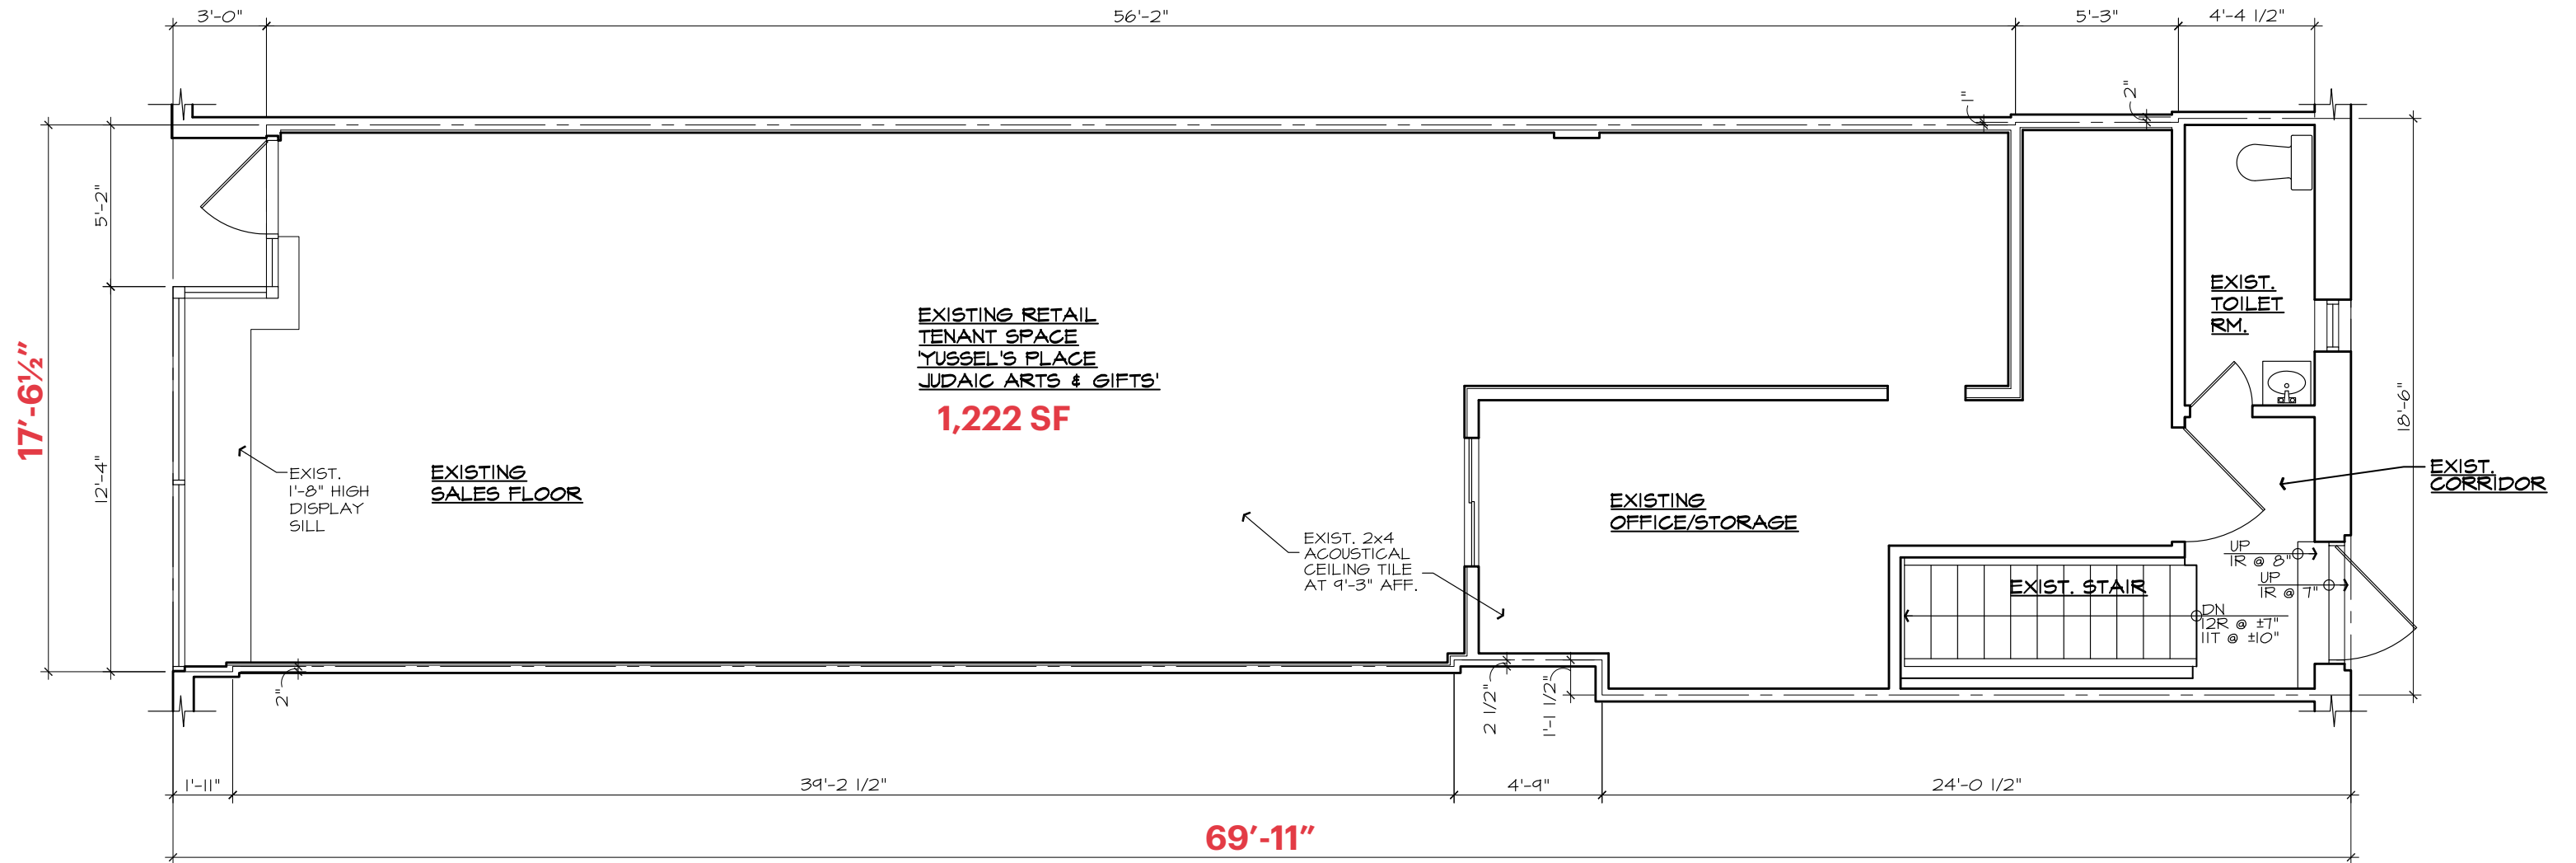 3'-0"
56'-2"
5'-3"
4'-4 1/2"
1"
2"
5'-2"
12'-4"
17′-6½″
18'-6"
EXISTING RETAIL
TENANT SPACE
'YUSSEL'S PLACE
JUDAIC ARTS & GIFTS'
1,222 SF
EXIST.
TOILET
RM.
EXISTING
SALES FLOOR
EXIST.
1'-8" HIGH
DISPLAY
SILL
EXISTING
OFFICE/STORAGE
EXIST.
CORRIDOR
EXIST. 2x4
ACOUSTICAL
CEILING TILE
AT 9'-3" AFF.
UP
1R @ 8"
UP
1R @ 7"
EXIST. STAIR
DN
12R @ ±7"
11T @ ±10"
2"
2 1/2"
1'-1 1/2"
1'-11"
39'-2 1/2"
4'-9"
24'-0 1/2"
69′-11″